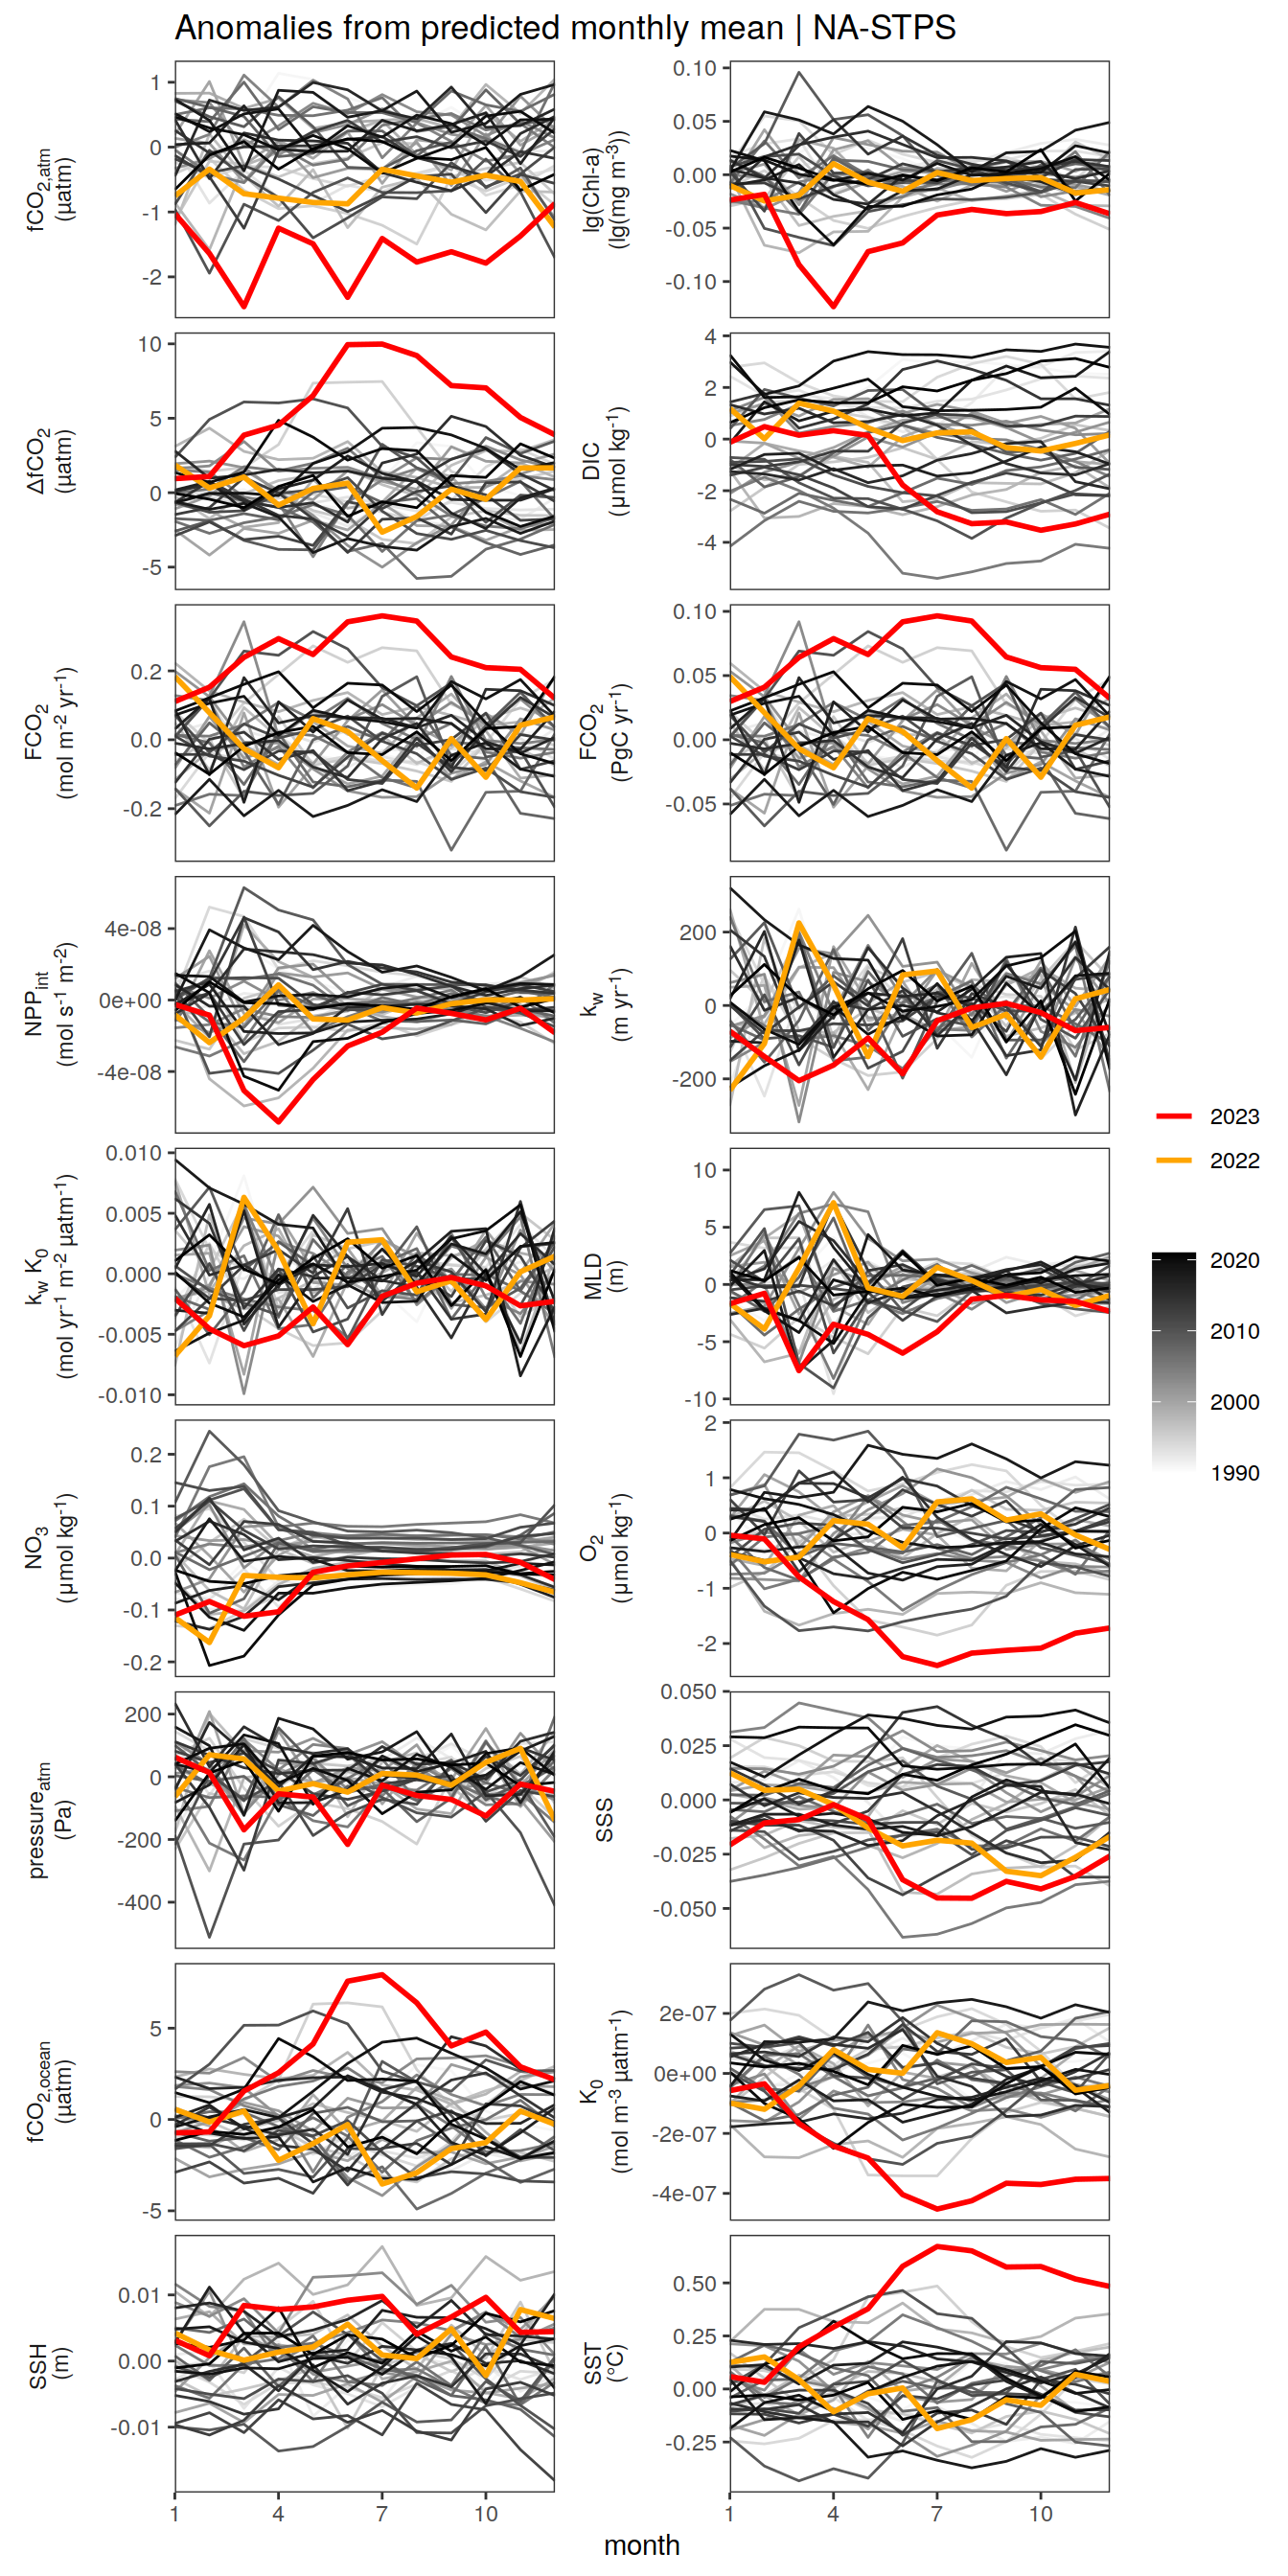 Anomalies from predicted monthly mean | NA-STPS
fCO2,atm
(µatm)
1
0
-1
-2
lg(Chl-a)
(lg(mg m-3))
0.10
0.05
0.00
-0.05
-0.10
ΔfCO2
(µatm)
10
5
0
-5
DIC
(µmol kg-1)
4
2
0
-2
-4
FCO2
(mol m-2 yr-1)
0.2
0.0
-0.2
FCO2
(PgC yr-1)
0.10
0.05
0.00
-0.05
NPPint
(mol s-1 m-2)
4e-08
0e+00
-4e-08
kw
(m yr-1)
200
0
-200
kw K0
(mol yr-1 m-2 µatm-1)
0.010
0.005
0.000
-0.005
-0.010
MLD
(m)
10
5
0
-5
-10
NO3
(µmol kg-1)
0.2
0.1
0.0
-0.1
-0.2
O2
(µmol kg-1)
2
1
0
-1
-2
pressureatm
(Pa)
200
0
-200
-400
SSS
0.050
0.025
0.000
-0.025
-0.050
fCO2,ocean
(µatm)
5
0
-5
K0
(mol m-3 µatm-1)
2e-07
0e+00
-2e-07
-4e-07
SSH
(m)
0.01
0.00
-0.01
SST
(°C)
0.50
0.25
0.00
-0.25
1 4 7 10
1 4 7 10
month
2023
2022
2020
2010
2000
1990